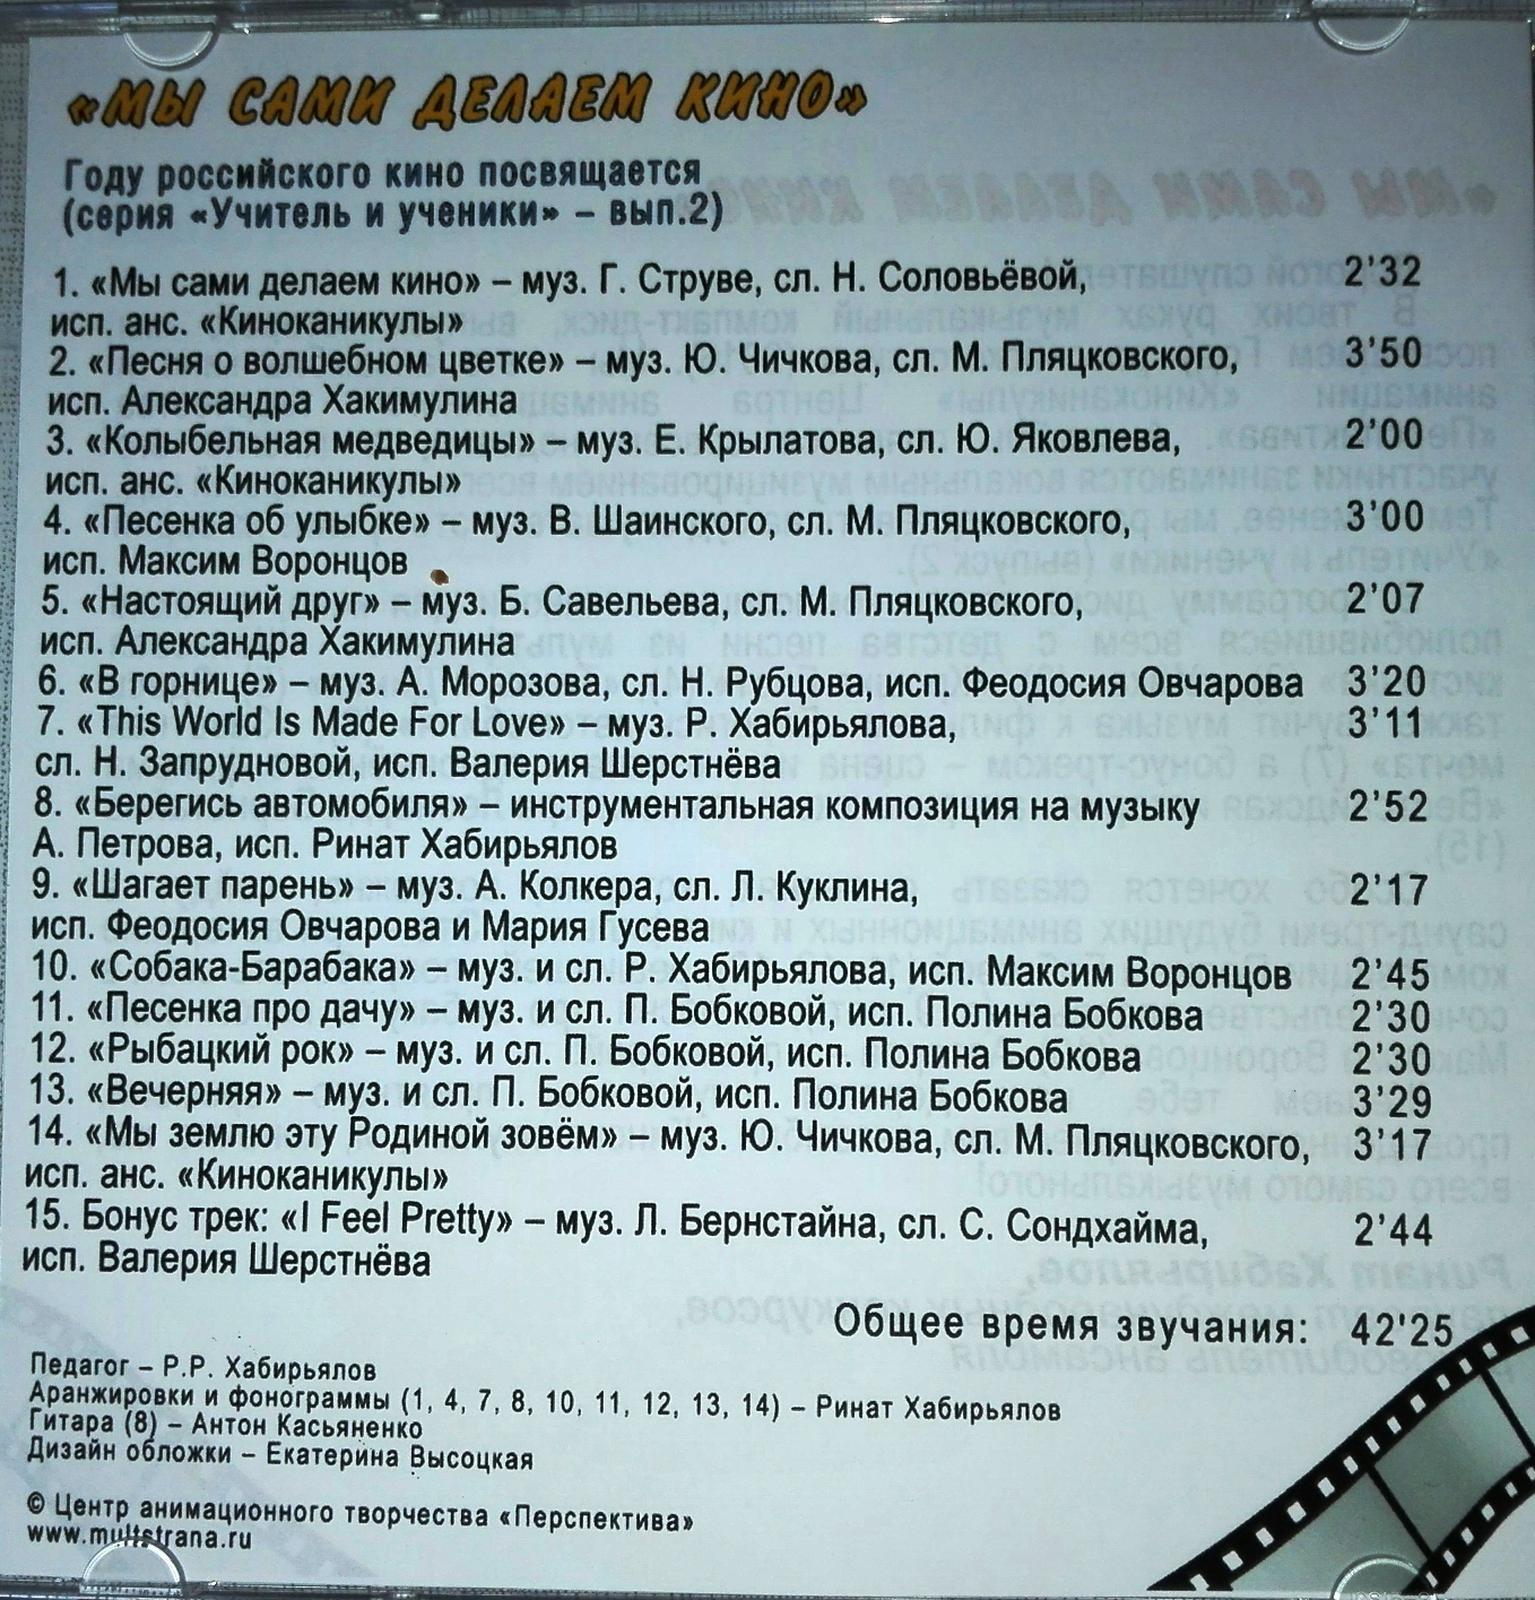 «МЫ САМИ ДЕЛАЕМ КИНО»
Году российского кино посвящается
(серия «Учитель и ученики» – вып.2)
1. «Мы сами делаем кино» – муз. Г. Струве, сл. Н. Соловьёвой, 2'32
исп. анс. «Киноканикулы»
2. «Песня о волшебном цветке» – муз. Ю. Чичкова, сл. М. Пляцковского, 3'50
исп. Александра Хакимулина
3. «Колыбельная медведицы» – муз. Е. Крылатова, сл. Ю. Яковлева, 2'00
исп. анс. «Киноканикулы»
4. «Песенка об улыбке» – муз. В. Шаинского, сл. М. Пляцковского, 3'00
исп. Максим Воронцов
5. «Настоящий друг» – муз. Б. Савельева, сл. М. Пляцковского, 2'07
исп. Александра Хакимулина
6. «В горнице» – муз. А. Морозова, сл. Н. Рубцова, исп. Феодосия Овчарова 3'20
7. «This World Is Made For Love» – муз. Р. Хабирьялова, 3'11
сл. Н. Запрудновой, исп. Валерия Шерстнёва
8. «Берегись автомобиля» – инструментальная композиция на музыку 2'52
А. Петрова, исп. Ринат Хабирьялов
9. «Шагает парень» – муз. А. Колкера, сл. Л. Куклина, 2'17
исп. Феодосия Овчарова и Мария Гусева
10. «Собака-Барабака» – муз. и сл. Р. Хабирьялова, исп. Максим Воронцов 2'45
11. «Песенка про дачу» – муз. и сл. П. Бобковой, исп. Полина Бобкова 2'30
12. «Рыбацкий рок» – муз. и сл. П. Бобковой, исп. Полина Бобкова 2'30
13. «Вечерняя» – муз. и сл. П. Бобковой, исп. Полина Бобкова 3'29
14. «Мы землю эту Родиной зовём» – муз. Ю. Чичкова, сл. М. Пляцковского, 3'17
исп. анс. «Киноканикулы»
15. Бонус трек: «I Feel Pretty» – муз. Л. Бернстайна, сл. С. Сондхайма, 2'44
исп. Валерия Шерстнёва
Общее время звучания: 42'25
Педагог – Р.Р. Хабирьялов
Аранжировки и фонограммы (1, 4, 7, 8, 10, 11, 12, 13, 14) – Ринат Хабирьялов
Гитара (8) – Антон Касьяненко
Дизайн обложки – Екатерина Высоцкая
© Центр анимационного творчества «Перспектива»
www.multstrana.ru